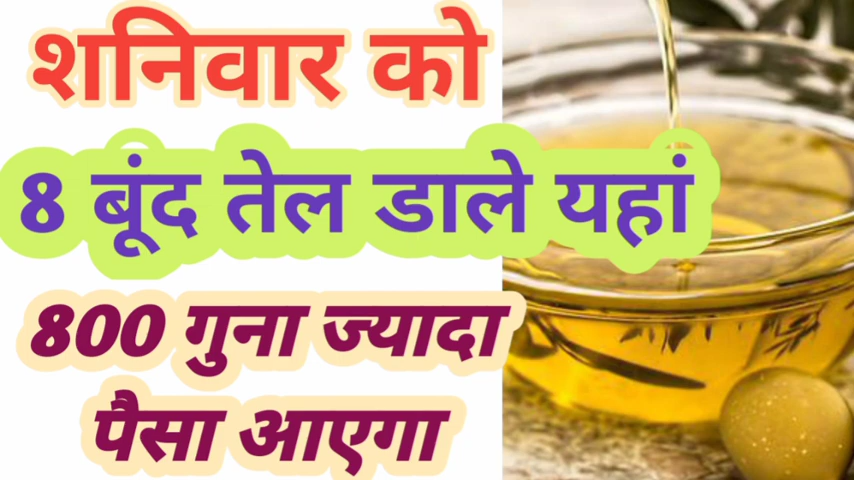 शनिवार को
8 बूंद तेल डाले यहां
800 गुना ज्यादा
पैसा आएगा